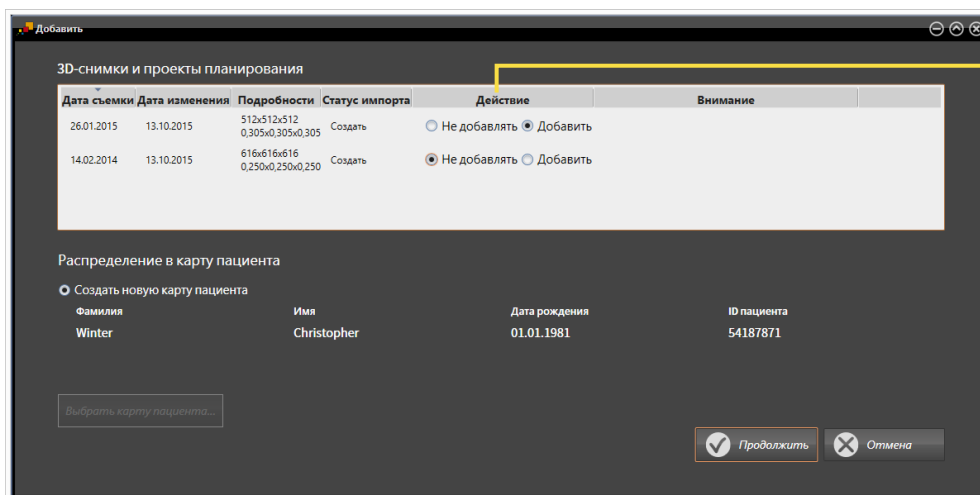 Добавить
3D-снимки и проекты планирования
Дата съемки Дата изменения Подробности Статус импорта Действие Внимание
26.01.2015 13.10.2015 512x512x512 0,305x0,305x0,305 Создать Не добавлять Добавить
14.02.2014 13.10.2015 616x616x616 0,250x0,250x0,250 Создать Не добавлять Добавить
Распределение в карту пациента
Создать новую карту пациента
Фамилия Имя Дата рождения ID пациента
Winter Christopher 01.01.1981 54187871
Выбрать карту пациента...
Продолжить Отмена